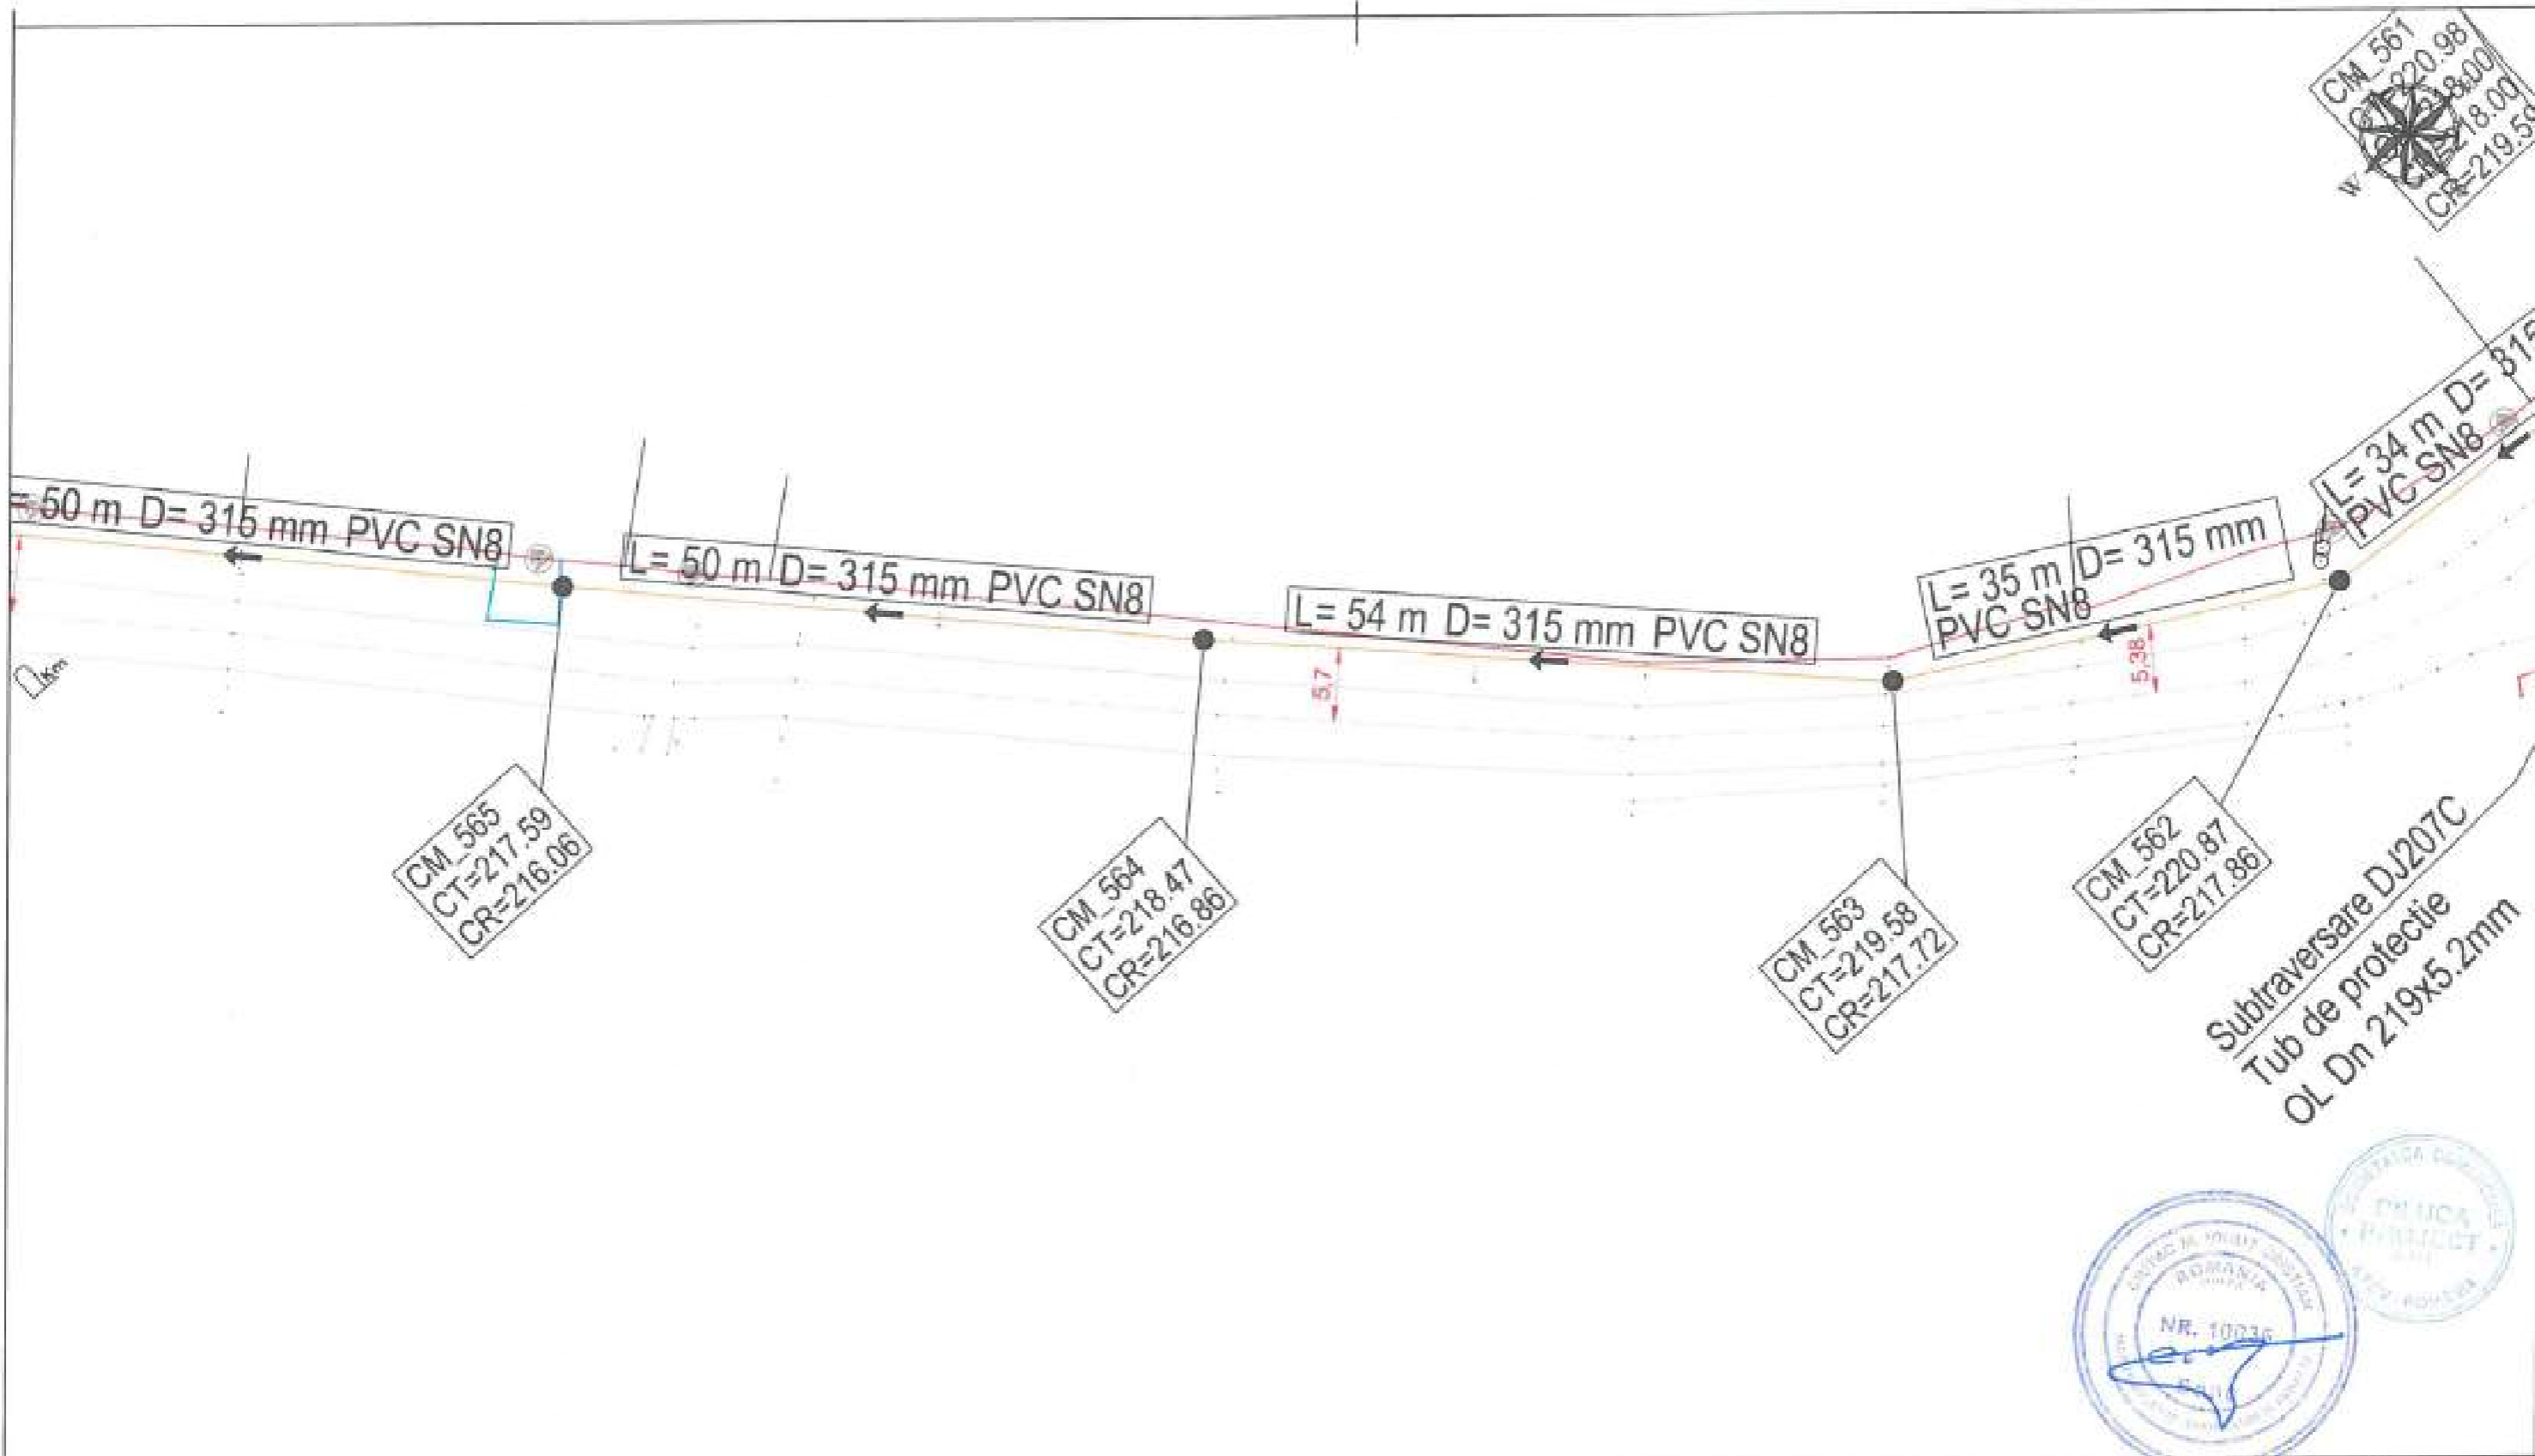 CM_561
220.98
218.00
218.00
CR=219.59
W
= 50 m D= 315 mm PVC SN8
L= 50 m D= 315 mm PVC SN8
L= 54 m D= 315 mm PVC SN8
L= 35 m D= 315 mm
PVC SN8
L= 34 m D= 315
PVC SN8
5,7
5,38
Km
CM_565
CT=217.59
CR=216.06
CM_564
CT=218.47
CR=216.86
CM_563
CT=219.58
CR=217.72
CM_562
CT=220.87
CR=217.86
Subtraversare DJ207C
Tub de protectie
OL Dn 219x5.2mm
PROIECT
ROMANIA
NR. 10036